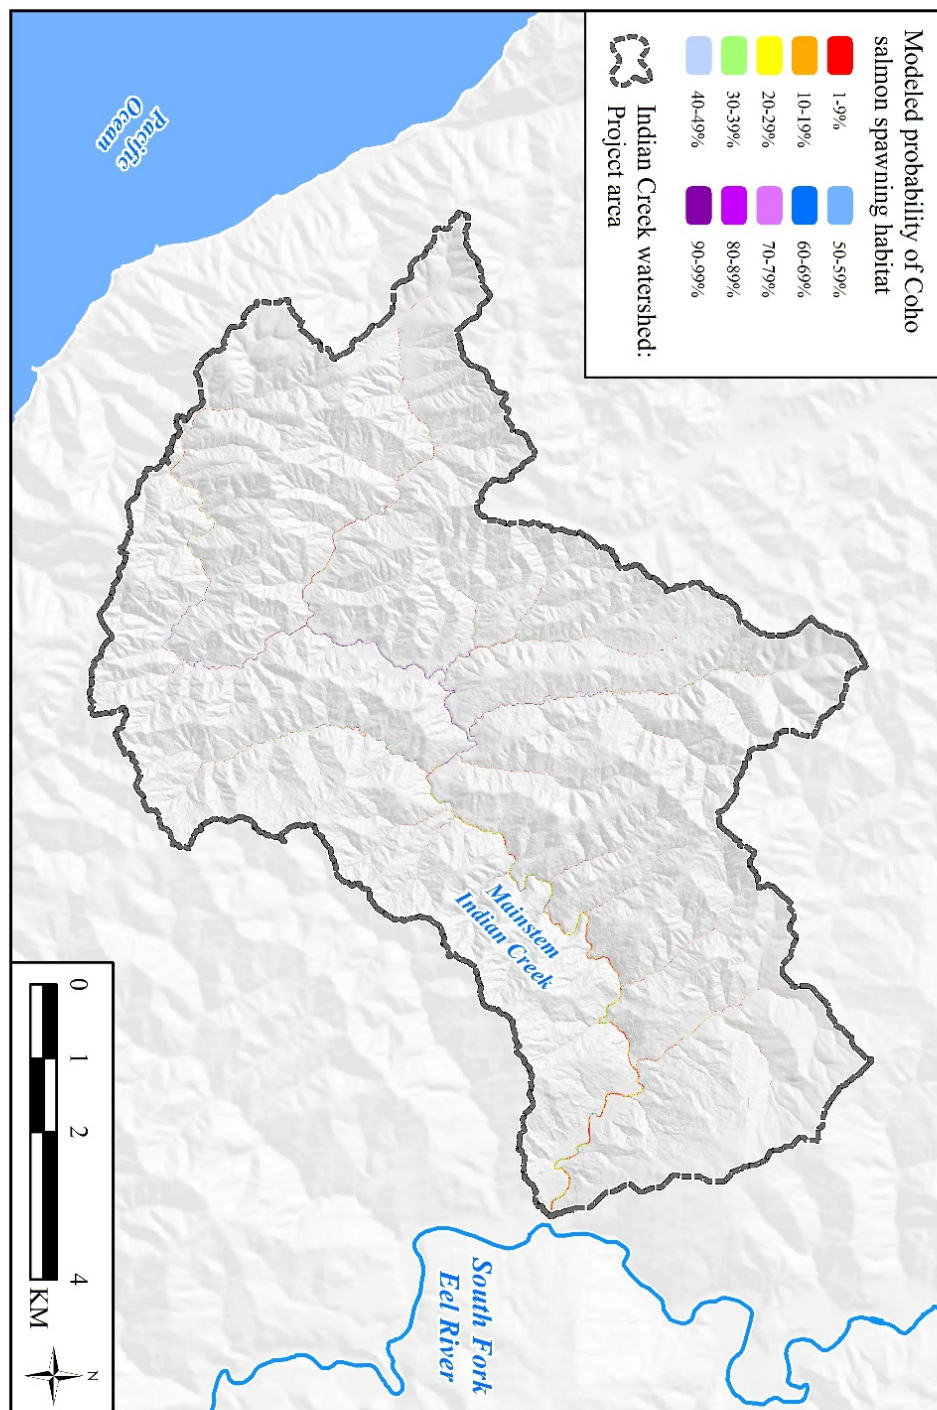 Modeled probability of Coho
salmon spawning habitat
1-9%
10-19%
20-29%
30-39%
40-49%
50-59%
60-69%
70-79%
80-89%
90-99%
Indian Creek watershed:
Project area
Pacific
Ocean
Mainstem
Indian Creek
South Fork
Eel River
0
1
2
4
KM
N